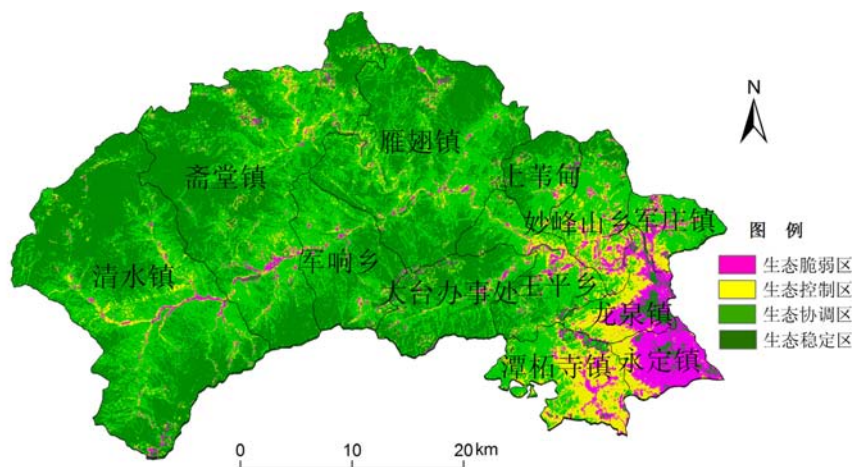 N
雁翅镇
斋堂镇
上苇甸
妙峰山乡
军庄镇
图 例
生态脆弱区
生态控制区
生态协调区
生态稳定区
清水镇
军响乡
大台办事处
王平乡
龙泉镇
潭柘寺镇
永定镇
0 10 20 km